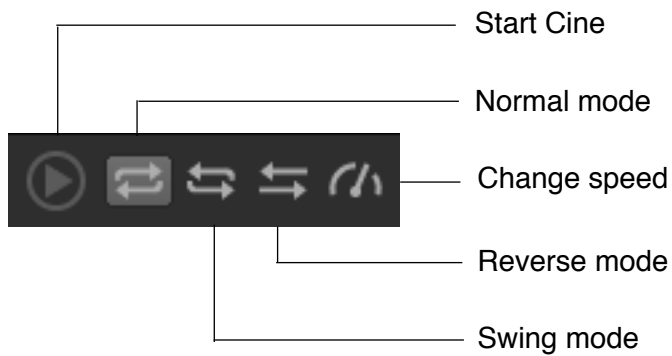 Start Cine
Normal mode
Change speed
Reverse mode
Swing mode